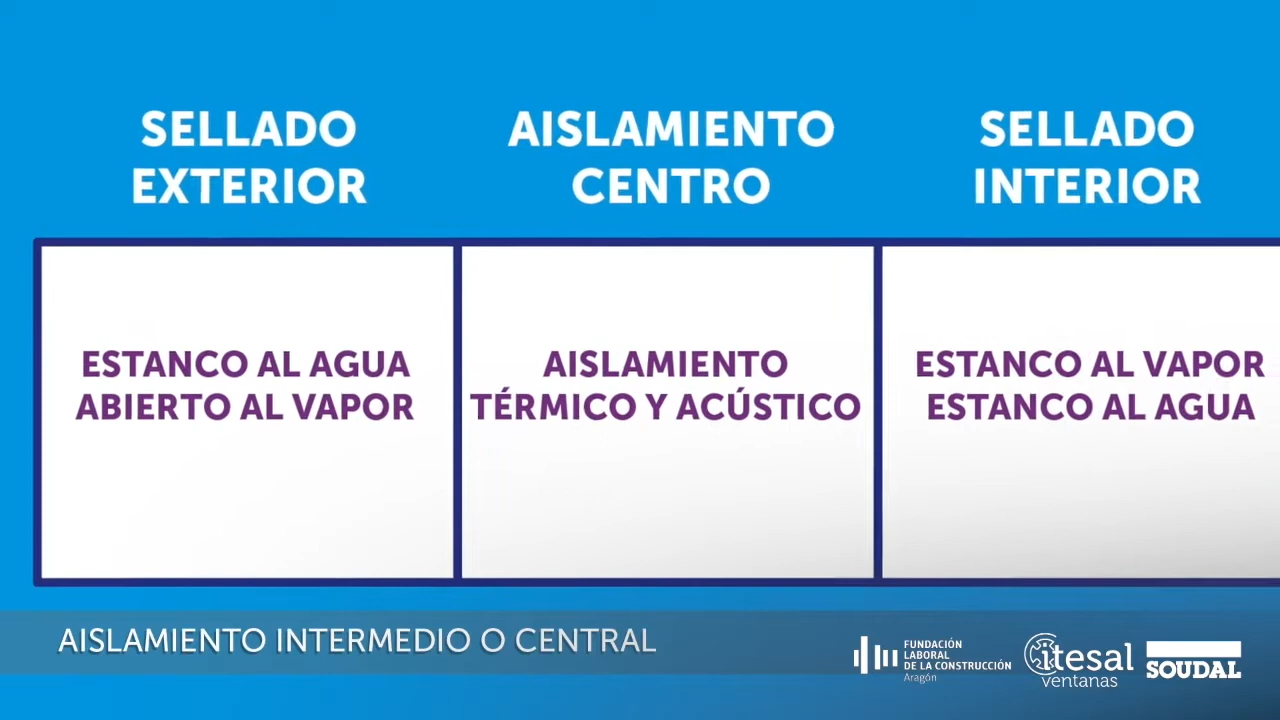 SELLADO
EXTERIOR
AISLAMIENTO
CENTRO
SELLADO
INTERIOR
ESTANCO AL AGUA
ABIERTO AL VAPOR
AISLAMIENTO
TÉRMICO Y ACÚSTICO
ESTANCO AL VAPOR
ESTANCO AL AGUA
AISLAMIENTO INTERMEDIO O CENTRAL
FUNDACIÓN
LABORAL
DE LA CONSTRUCCIÓN
Aragón
itesal
ventanas
SOUDAL